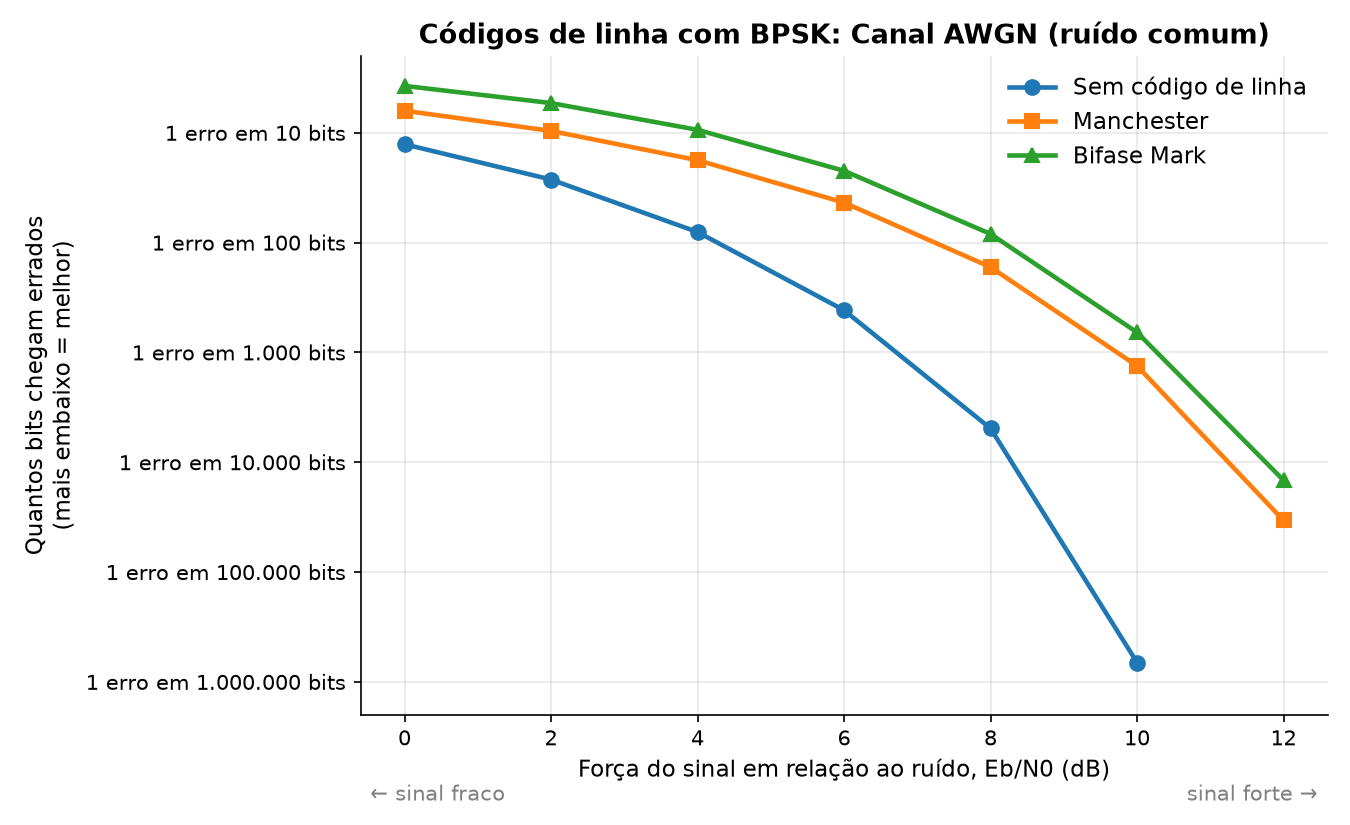 Códigos de linha com BPSK: Canal AWGN (ruído comum)
Sem código de linha
Manchester
Bifase Mark
Quantos bits chegam errados
(mais embaixo = melhor)
1 erro em 10 bits
1 erro em 100 bits
1 erro em 1.000 bits
1 erro em 10.000 bits
1 erro em 100.000 bits
1 erro em 1.000.000 bits
0 2 4 6 8 10 12
Força do sinal em relação ao ruído, Eb/N0 (dB)
← sinal fraco sinal forte →